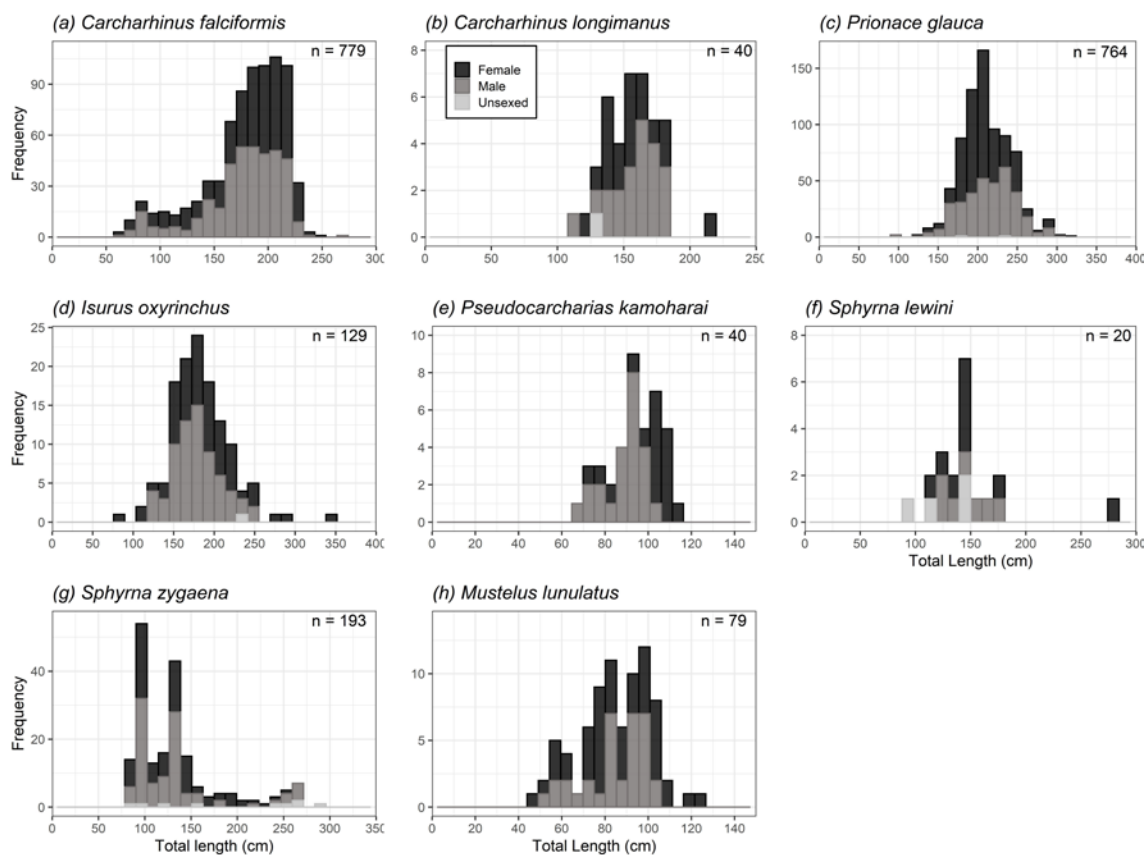 (a) Carcharhinus falciformis
n = 779
90
60
30
0
Frequency
0 50 100 150 200 250 300
(b) Carcharhinus longimanus
n = 40
Female
Male
Unsexed
8
6
4
2
0
0 50 100 150 200 250
(c) Prionace glauca
n = 764
150
100
50
0
0 50 100 150 200 250 300 350 400
(d) Isurus oxyrinchus
n = 129
25
20
15
10
5
0
Frequency
0 50 100 150 200 250 300 350 400
(e) Pseudocarcharias kamoharai
n = 40
10
8
6
4
2
0
0 20 40 60 80 100 120 140
(f) Sphyrna lewini
n = 20
8
6
4
2
0
0 50 100 150 200 250 300
Total Length (cm)
(g) Sphyrna zygaena
n = 193
40
20
0
Frequency
0 50 100 150 200 250 300 350
Total length (cm)
(h) Mustelus lunulatus
n = 79
10
5
0
0 20 40 60 80 100 120 140
Total Length (cm)